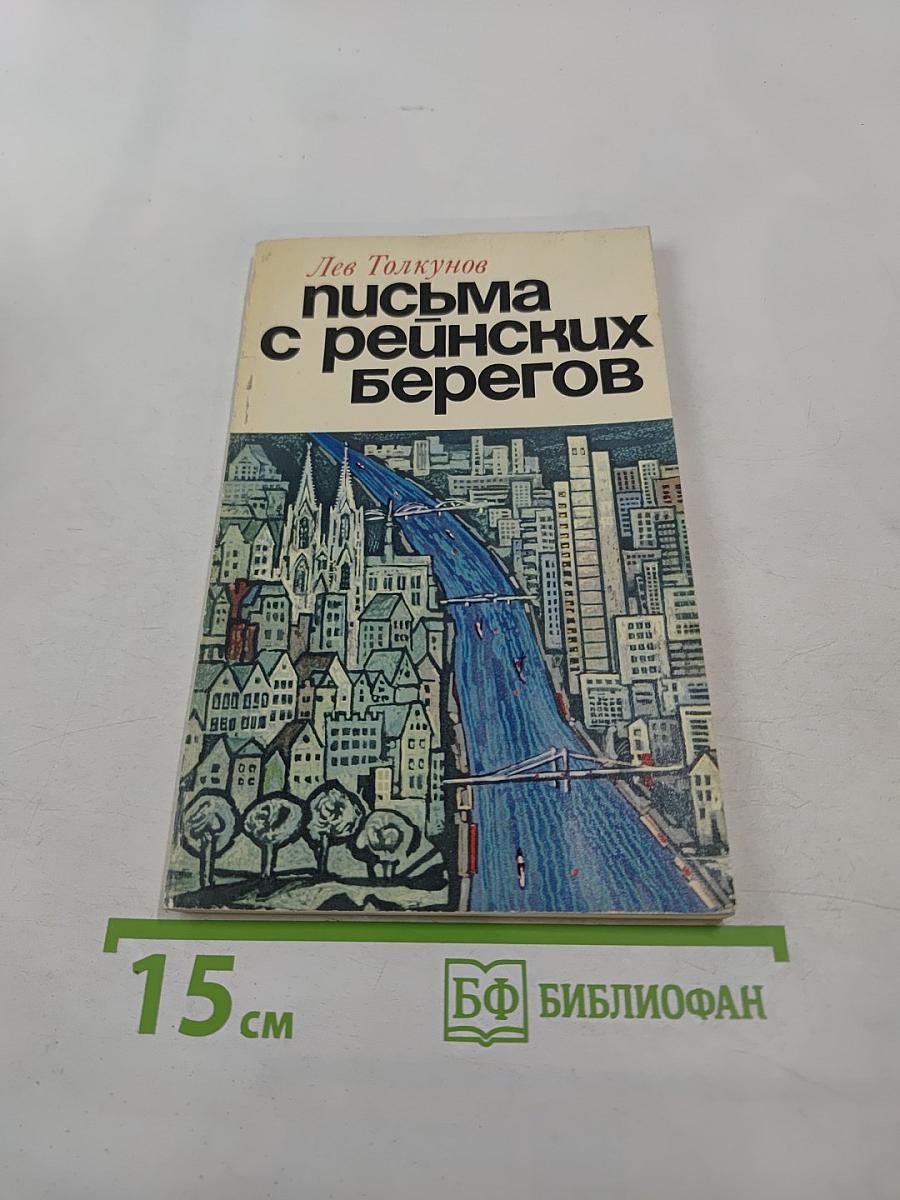 Лев Толкунов
письма
с рейнских
берегов
15 см
БФ БИБЛИОФАН